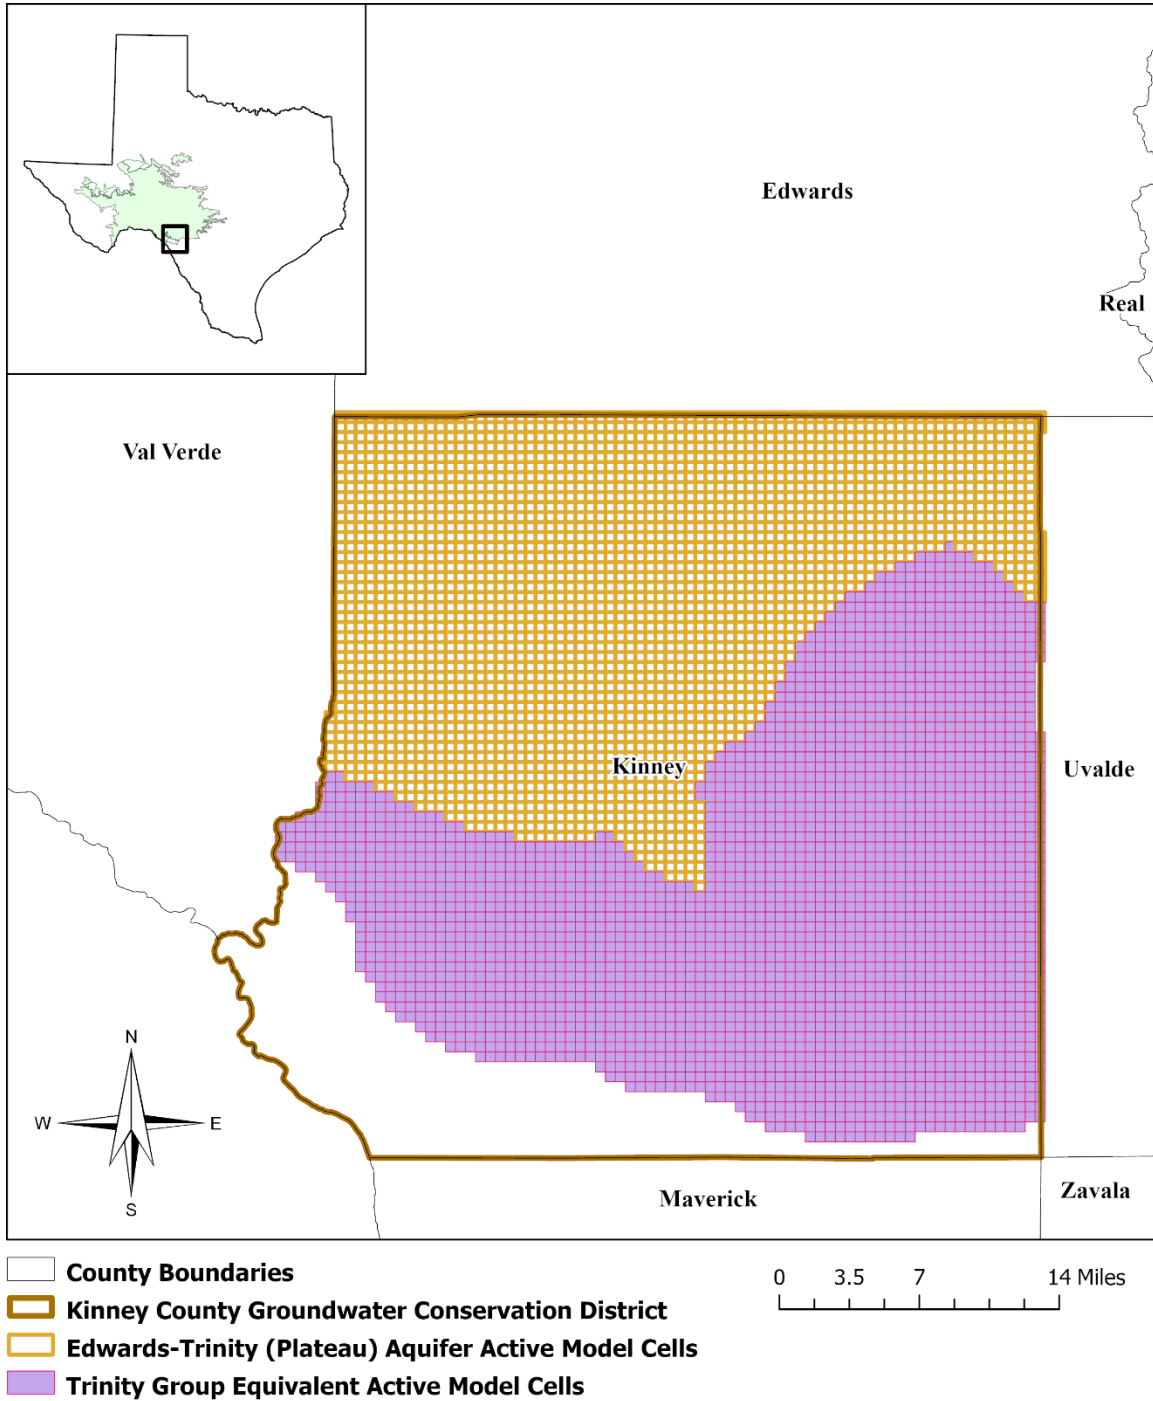 Edwards
Real
Val Verde
Kinney
Uvalde
N
W E
S
Maverick
Zavala
County Boundaries
Kinney County Groundwater Conservation District
Edwards-Trinity (Plateau) Aquifer Active Model Cells
Trinity Group Equivalent Active Model Cells
0 3.5 7 14 Miles